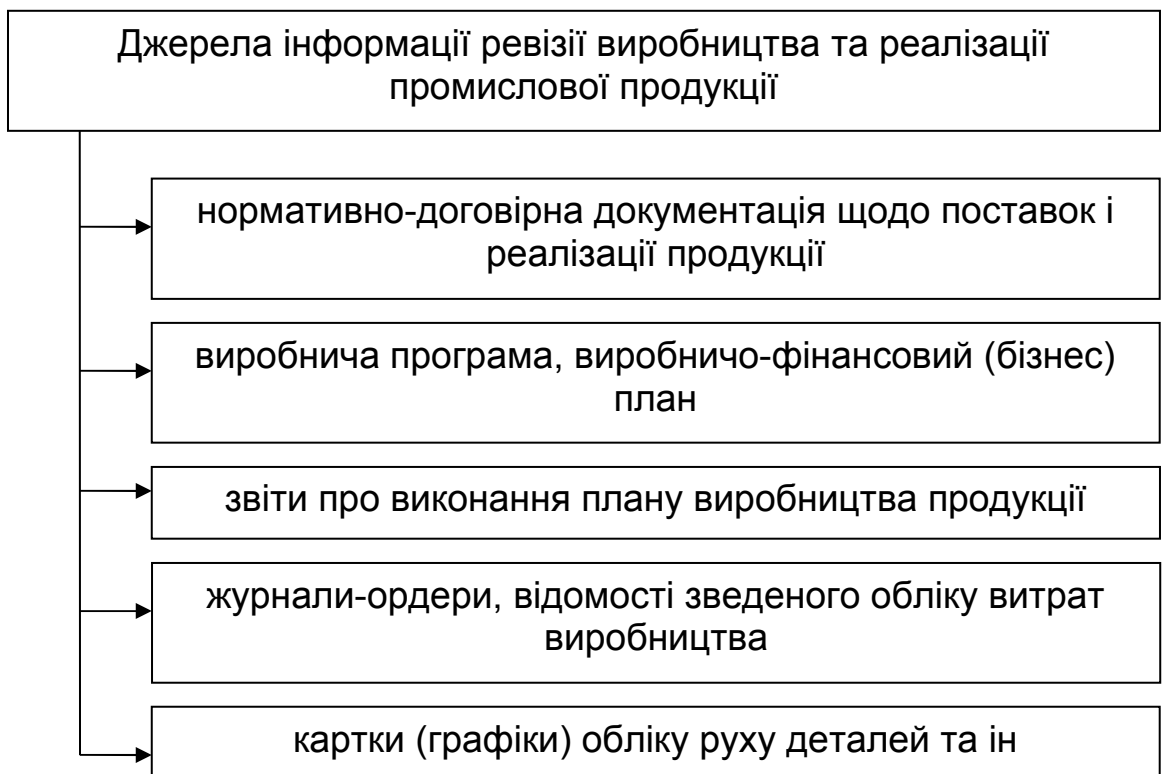 Джерела інформації ревізії виробництва та реалізації
промислової продукції
нормативно-договірна документація щодо поставок і
реалізації продукції
виробнича програма, виробничо-фінансовий (бізнес)
план
звіти про виконання плану виробництва продукції
журнали-ордери, відомості зведеного обліку витрат
виробництва
картки (графіки) обліку руху деталей та ін